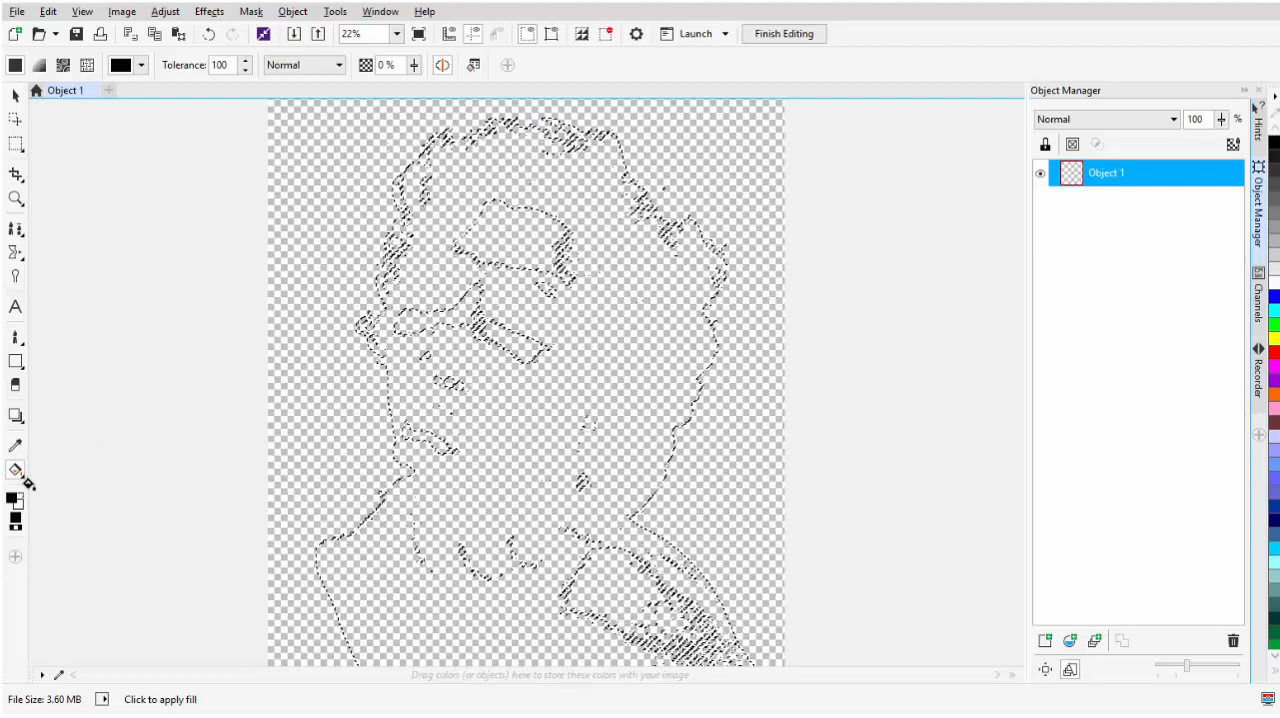 File Edit View Image Adjust Effects Mask Object Tools Window Help
22% Launch Finish Editing
Tolerance: 100 Normal 0 %
Object 1
Object Manager
Normal 100 %
Object 1
Hints
Object Manager
Channels
Recorder
Drag colors (or objects) here to store these colors with your image
File Size: 3.60 MB Click to apply fill